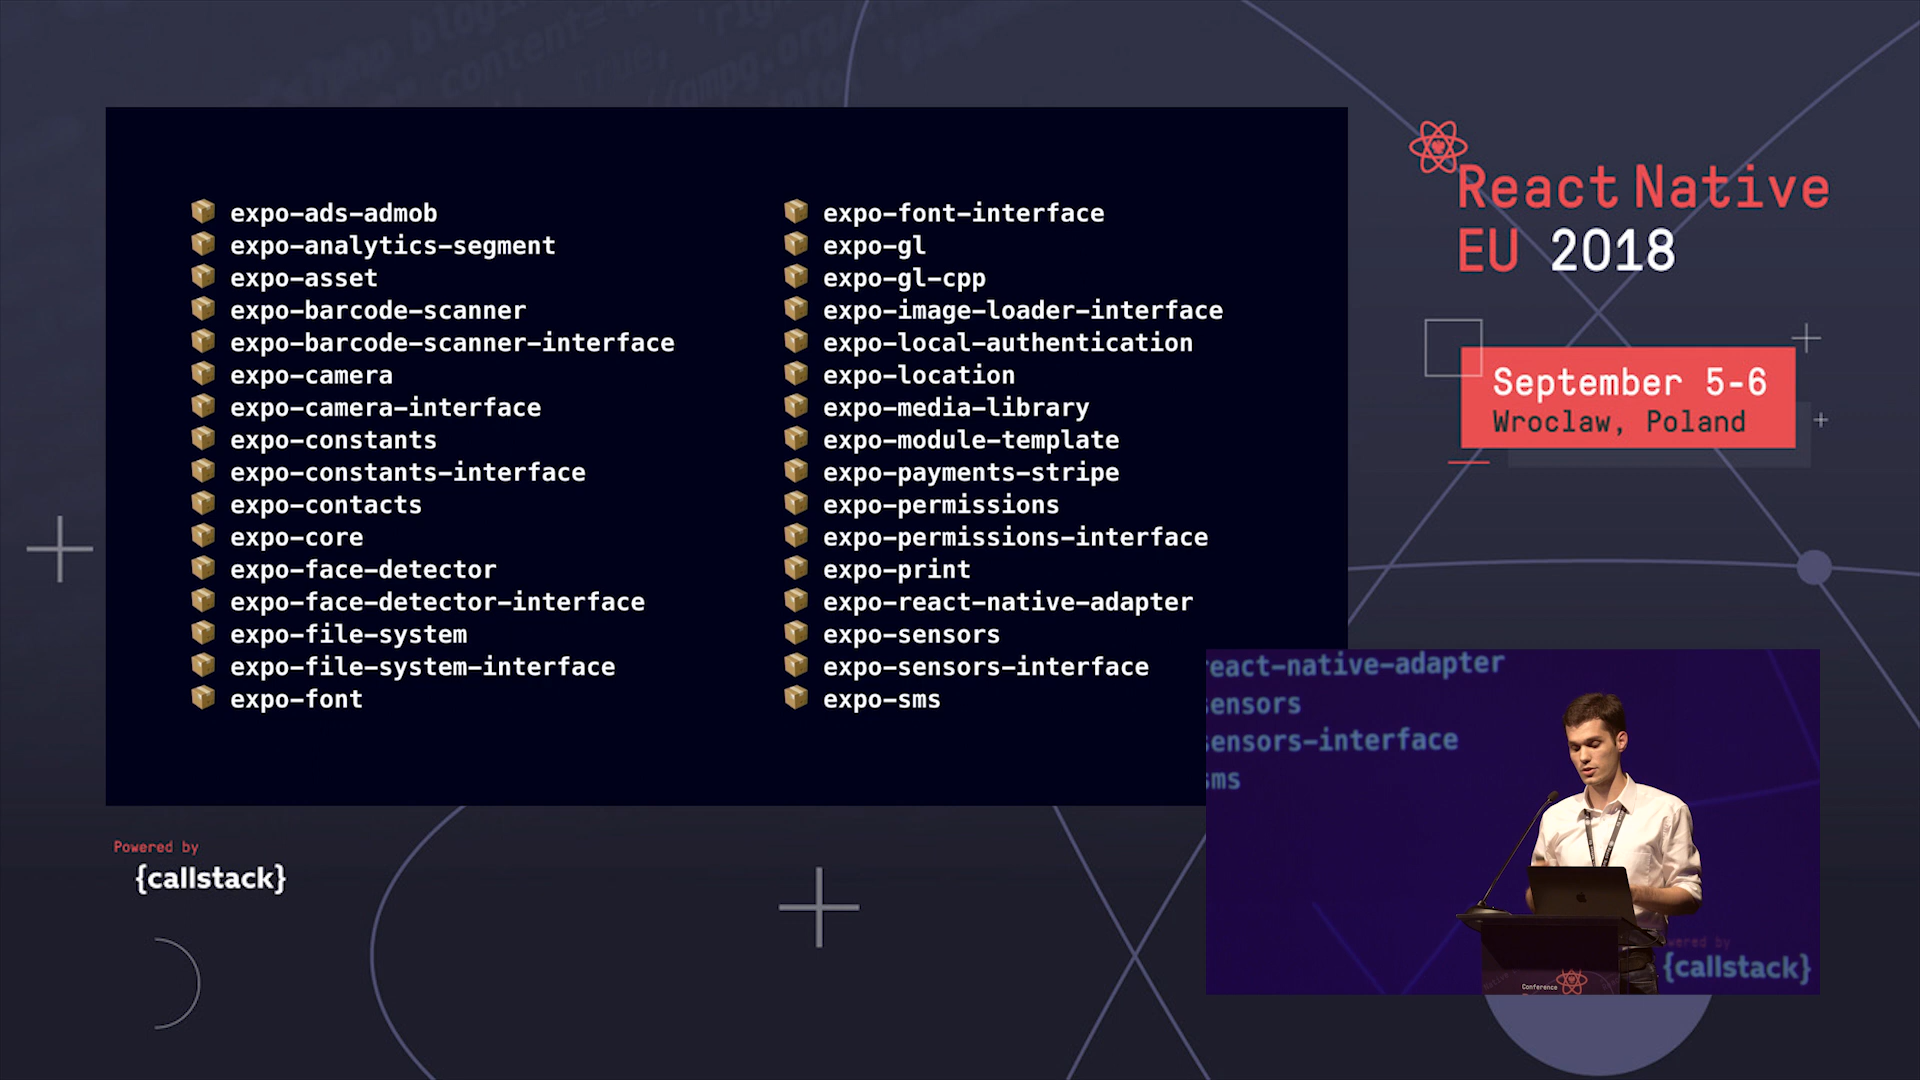 expo-ads-admob
expo-analytics-segment
expo-asset
expo-barcode-scanner
expo-barcode-scanner-interface
expo-camera
expo-camera-interface
expo-constants
expo-constants-interface
expo-contacts
expo-core
expo-face-detector
expo-face-detector-interface
expo-file-system
expo-file-system-interface
expo-font
expo-font-interface
expo-gl
expo-gl-cpp
expo-image-loader-interface
expo-local-authentication
expo-location
expo-media-library
expo-module-template
expo-payments-stripe
expo-permissions
expo-permissions-interface
expo-print
expo-react-native-adapter
expo-sensors
expo-sensors-interface
expo-sms
React Native
EU 2018
September 5-6
Wroclaw, Poland
react-native-adapter
sensors
sensors-interface
sms
{callstack}
Conference
Powered by
{callstack}